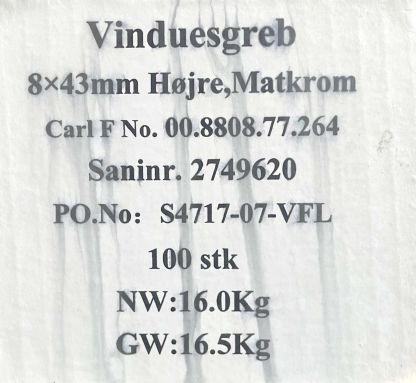 Vinduesgreb
8×43mm Højre,Matkrom
Carl F No. 00.8808.77.264
Saninr. 2749620
PO.No: S4717-07-VFL
100 stk
NW:16.0Kg
GW:16.5Kg